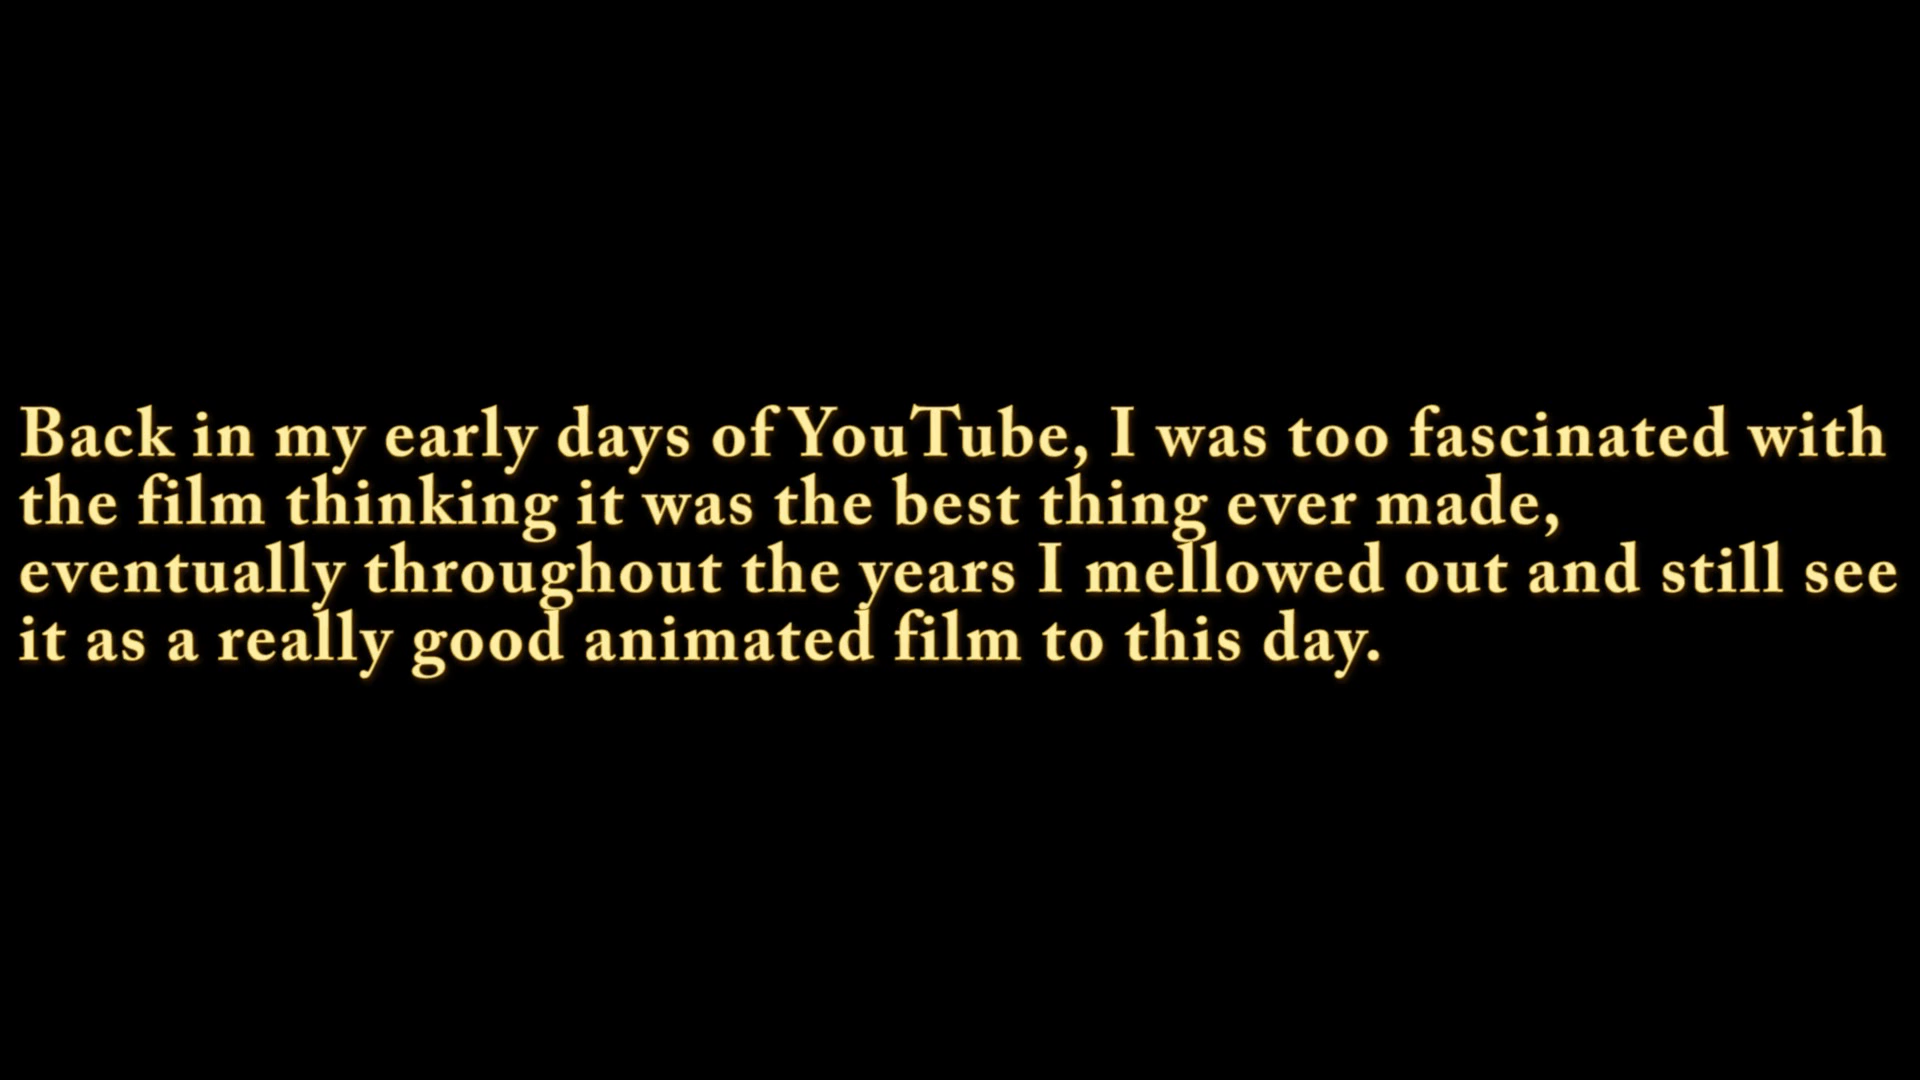 Back in my early days of YouTube, I was too fascinated with
the film thinking it was the best thing ever made,
eventually throughout the years I mellowed out and still see
it as a really good animated film to this day.